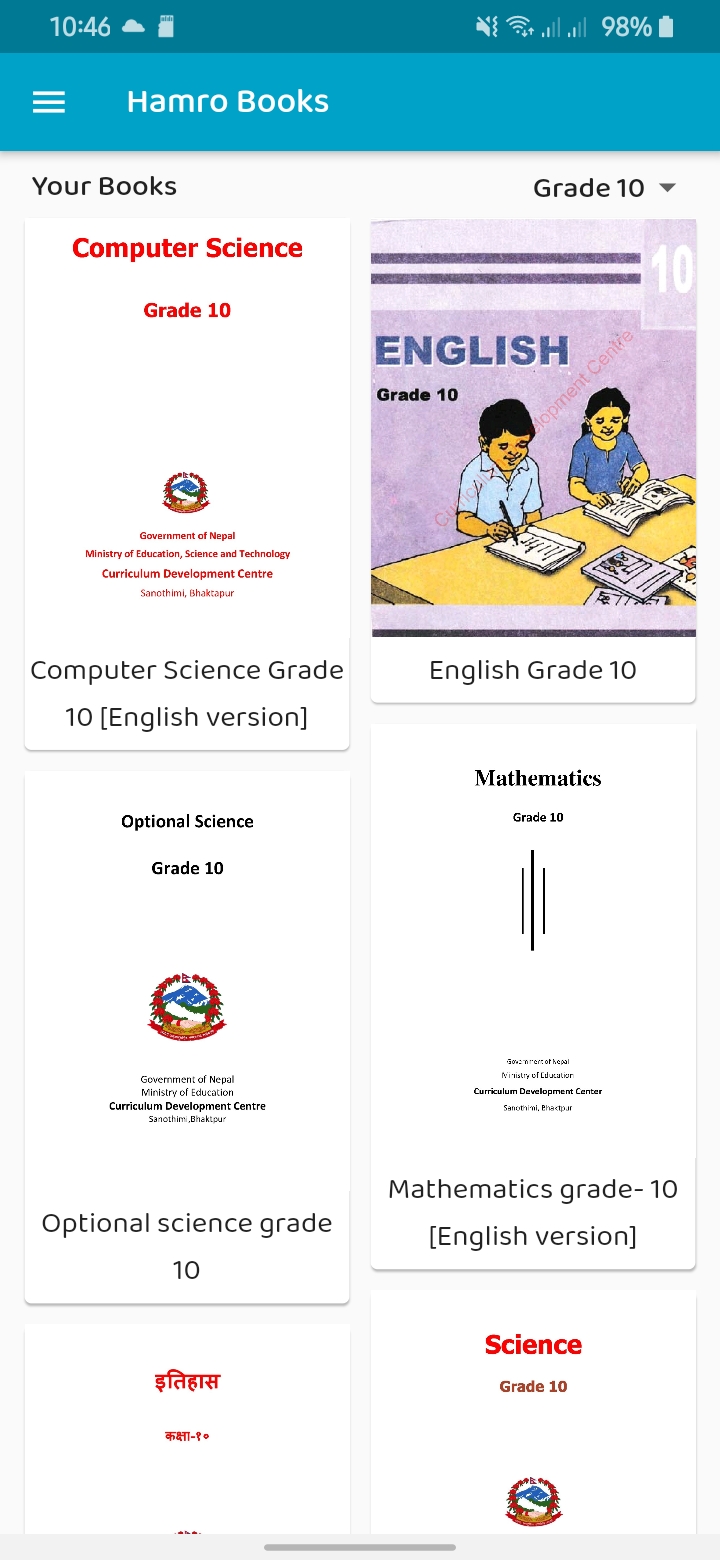 10:46
98%
Hamro Books
Your Books
Grade 10
Computer Science
Grade 10
Government of Nepal
Ministry of Education, Science and Technology
Curriculum Development Centre
Sanothimi, Bhaktapur
Computer Science Grade
10 [English version]
10
ENGLISH
Grade 10
Centre
English Grade 10
Optional Science
Grade 10
Government of Nepal
Ministry of Education
Curriculum Development Centre
Sanothimi,Bhaktpur
Optional science grade
10
Mathematics
Grade 10
Government of Nepal
Ministry of Education
Curriculum Development Center
Sanothimi, Bhaktpur
Mathematics grade- 10
[English version]
इतिहास
कक्षा-१०
Science
Grade 10